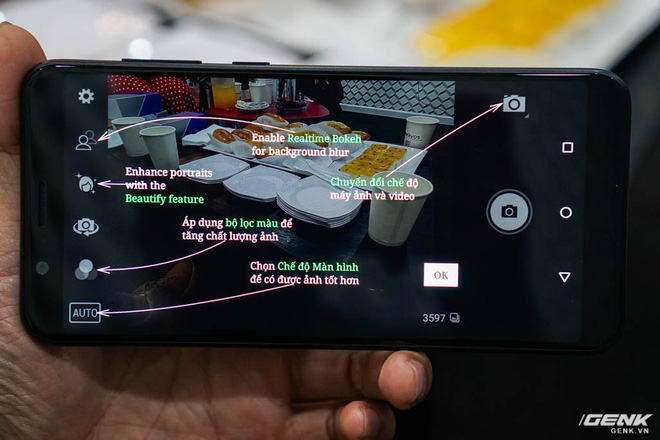 Enable Realtime Bokeh
for background blur
Enhance portraits
with the
Beautify feature
Chuyển đổi chế độ
máy ảnh và video
Áp dụng bộ lọc màu để
tăng chất lượng ảnh
Chọn Chế độ Màn hình
để có được ảnh tốt hơn
OK
AUTO
3597
GENK
GENK.VN